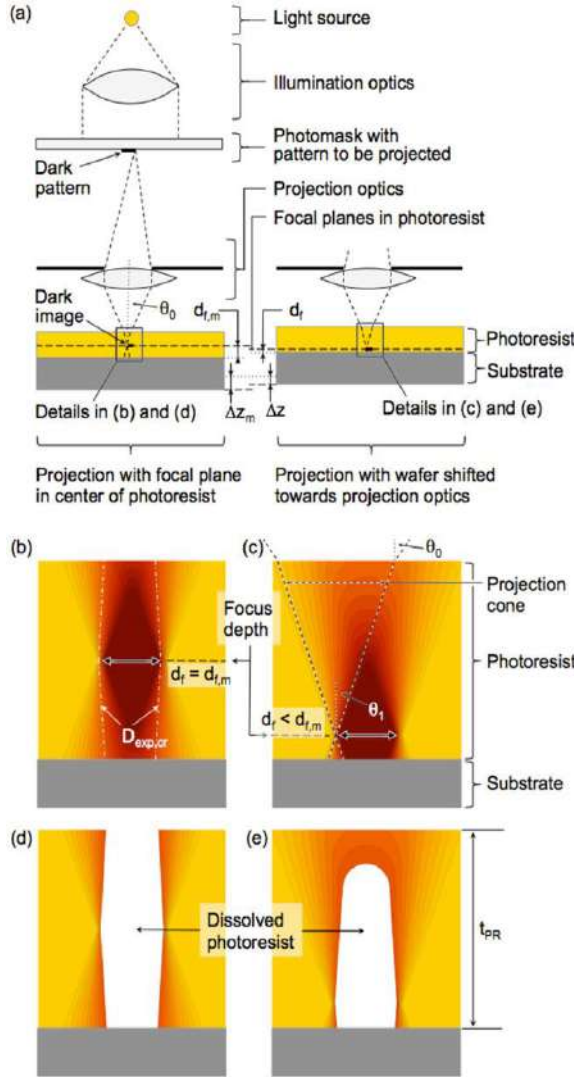 (a)
Light source
Illumination optics
Photomask with
pattern to be projected
Dark
pattern
Projection optics
Focal planes in photoresist
Dark
image
θ0
df,m
df
Photoresist
Substrate
Details in (b) and (d)
Δzm
Δz
Details in (c) and (e)
Projection with focal plane
in center of photoresist
Projection with wafer shifted
towards projection optics
(b)
(c)
θ0
Projection
cone
Focus
depth
Photoresist
df = df,m
df < df,m
θ1
Dexp,cr
Substrate
(d)
(e)
Dissolved
photoresist
tPR